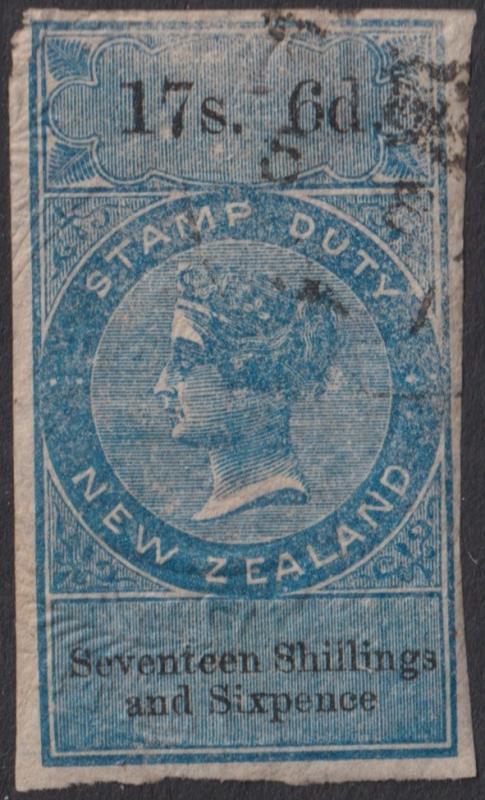 17s. 6d.
STAMP DUTY
NEW ZEALAND
Seventeen Shillings
and Sixpence